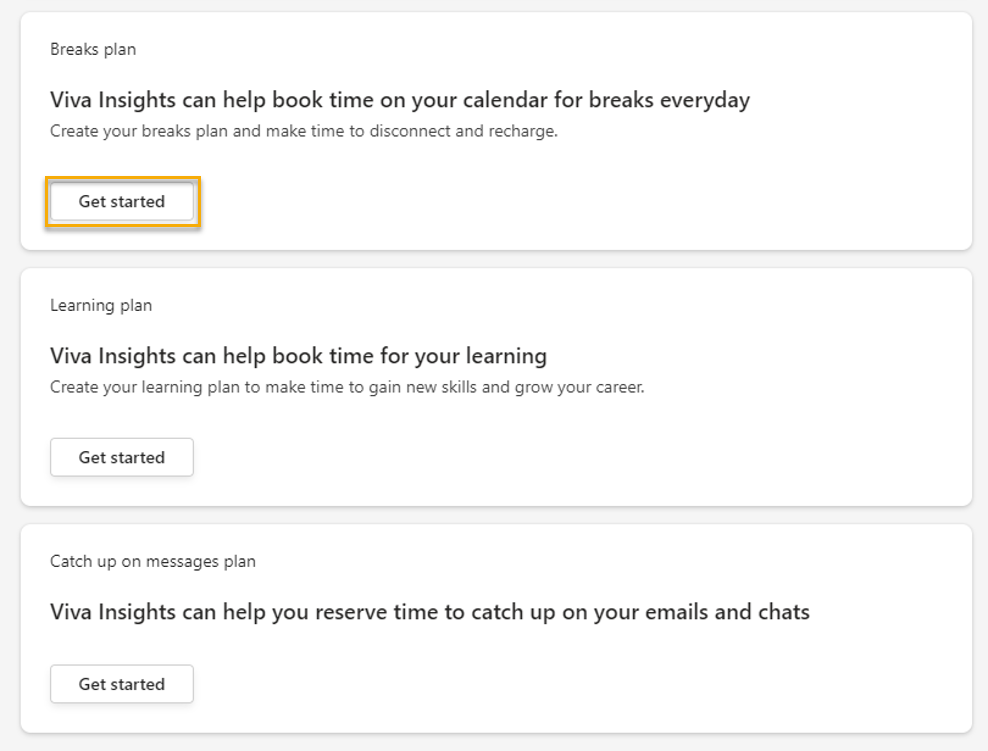 Breaks plan
Viva Insights can help book time on your calendar for breaks everyday
Create your breaks plan and make time to disconnect and recharge.
Get started
Learning plan
Viva Insights can help book time for your learning
Create your learning plan to make time to gain new skills and grow your career.
Get started
Catch up on messages plan
Viva Insights can help you reserve time to catch up on your emails and chats
Get started